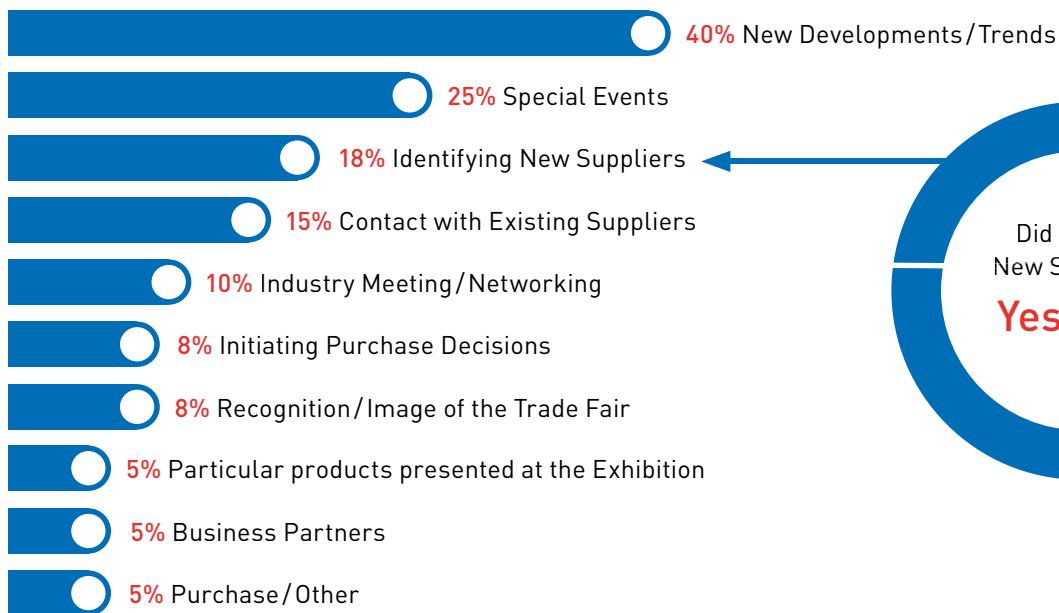 40% New Developments/Trends
25% Special Events
18% Identifying New Suppliers
15% Contact with Existing Suppliers
10% Industry Meeting/Networking
8% Initiating Purchase Decisions
8% Recognition/Image of the Trade Fair
5% Particular products presented at the Exhibition
5% Business Partners
5% Purchase/Other
Did
New S
Yes